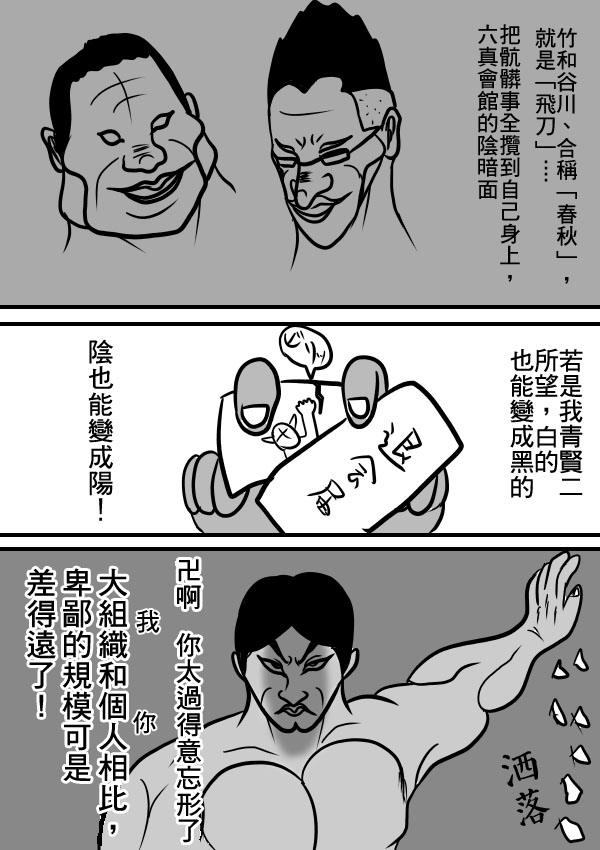 竹和谷川、合稱「春秋」，
就是「飛刀」‥‥
把骯髒事全攬到自己身上，
六真會館的陰暗面
若是我青賢二
所望，白的
也能變成黑的
退会届
陰也能變成陽！
卍啊　你太過得意忘形了
大組織和個人相比，
我
你
卑鄙的規模可是
差得遠了！
洒落